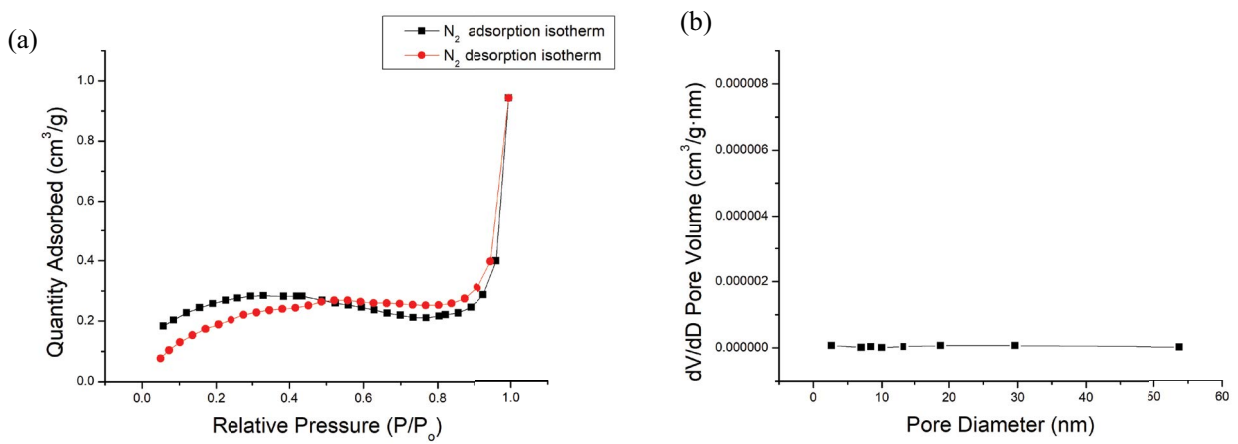 (a)
N2 adsorption isotherm
N2 desorption isotherm
Quantity Adsorbed (cm³/g)
1.0
0.8
0.6
0.4
0.2
0.0
0.0 0.2 0.4 0.6 0.8 1.0
Relative Pressure (P/Po)
(b)
dV/dD Pore Volume (cm³/g·nm)
0.000008
0.000006
0.000004
0.000002
0.000000
0 10 20 30 40 50 60
Pore Diameter (nm)